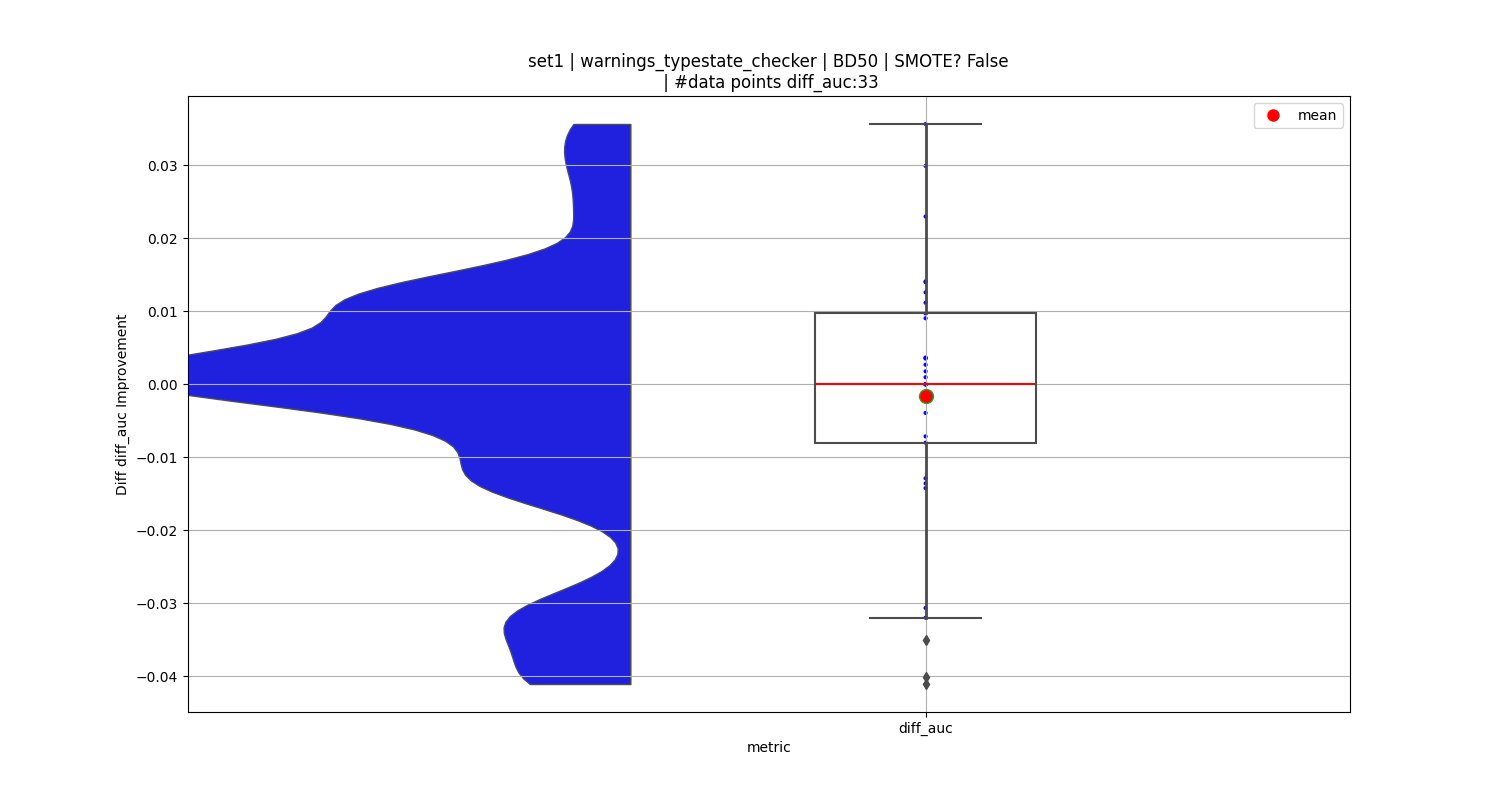 set1 | warnings_typestate_checker | BD50 | SMOTE? False
| #data points diff_auc:33
mean
0.03
0.02
0.01
0.00
−0.01
−0.02
−0.03
−0.04
Diff diff_auc Improvement
diff_auc
metric